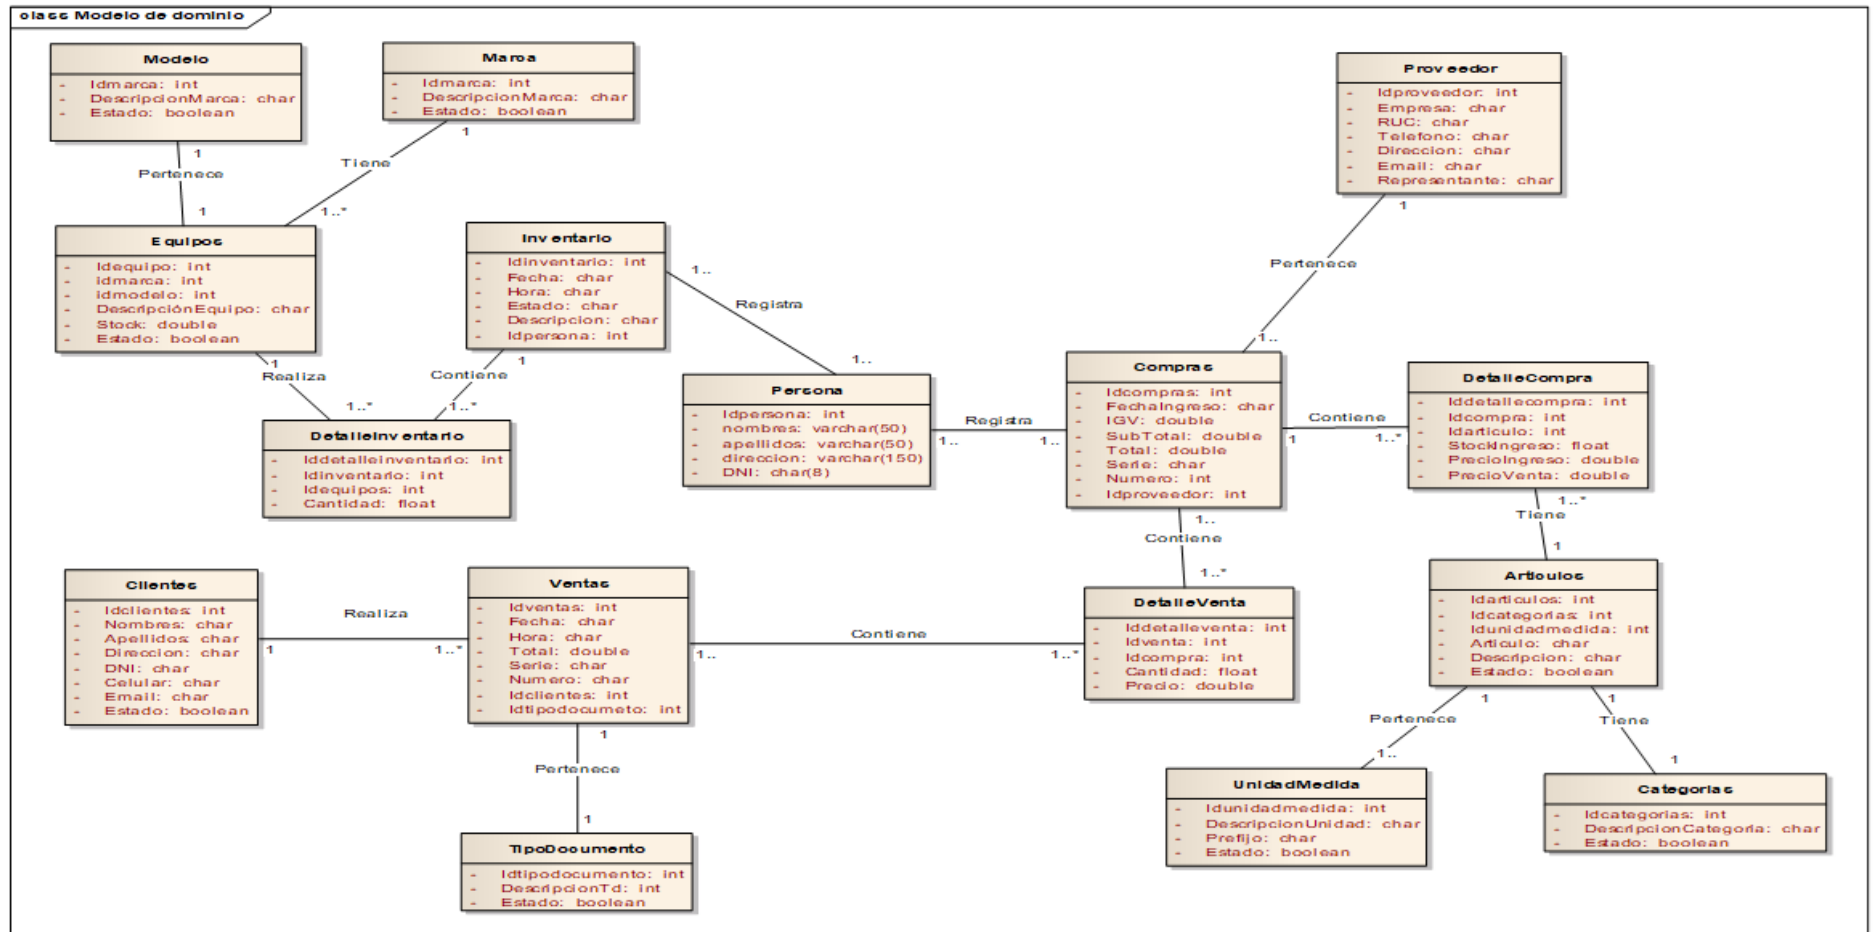 class Modelo de dominio
Modelo
- Idmarca: int
- DescripcionMarca: char
- Estado: boolean
Marca
- Idmarca: int
- DescripcionMarca: char
- Estado: boolean
Proveedor
- Idproveedor: int
- Empresa: char
- RUC: char
- Telefono: char
- Direccion: char
- Email: char
- Representante: char
1
Pertenece
1
1
Tiene
1..*
1
Pertenece
1..
Equipos
- Idequipo: int
- idmarca: int
- idmodelo: int
- DescripciónEquipo: char
- Stock: double
- Estado: boolean
Inventario
- Idinventario: int
- Fecha: char
- Hora: char
- Estado: char
- Descripcion: char
- Idpersona: int
1..
Registra
1..
1
Realiza
1..*
1
Contiene
1..*
Persona
- Idpersona: int
- nombres: varchar(50)
- apellidos: varchar(50)
- direccion: varchar(150)
- DNI: char(8)
Registra
1..
1..
Compras
- Idcompras: int
- FechaIngreso: char
- IGV: double
- SubTotal: double
- Total: double
- Serie: char
- Numero: int
- Idproveedor: int
Contiene
1
1..*
DetalleCompra
- Iddetallecompra: int
- Idcompra: int
- Idarticulo: int
- StockIngreso: float
- PrecioIngreso: double
- PrecioVenta: double
DetalleInventario
- Iddetalleinventario: int
- Idinventario: int
- Idequipos: int
- Cantidad: float
1..
Contiene
1..*
1..*
Tiene
1
Clientes
- Idclientes: int
- Nombres: char
- Apellidos: char
- Direccion: char
- DNI: char
- Celular: char
- Email: char
- Estado: boolean
Realiza
1
1..*
Ventas
- Idventas: int
- Fecha: char
- Hora: char
- Total: double
- Serie: char
- Numero: char
- Idclientes: int
- Idtipodocumeto: int
Contiene
1..
1..*
DetalleVenta
- Iddetalleventa: int
- Idventa: int
- Idcompra: int
- Cantidad: float
- Precio: double
Articulos
- Idarticulos: int
- Idcategorias: int
- Idunidadmedida: int
- Articulo: char
- Descripcion: char
- Estado: boolean
1
Pertenece
1
1
Pertenece
1..
1
Tiene
1
TipoDocumento
- Idtipodocumento: int
- DescripcionTd: int
- Estado: boolean
UnidadMedida
- Idunidadmedida: int
- DescripcionUnidad: char
- Prefijo: char
- Estado: boolean
Categorias
- Idcategorias: int
- DescripcionCategoria: char
- Estado: boolean